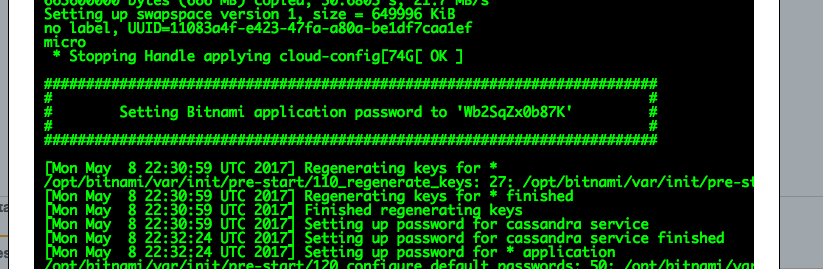 665600000 bytes (666 MB) copied, 30.6805 s, 21.7 MB/s
Setting up swapspace version 1, size = 649996 KiB
no label, UUID=11083a4f-e423-47fa-a80a-be1df7caa1ef
micro
 * Stopping Handle applying cloud-config[74G[ OK ]
#########################################################################
#                                                                       #
#        Setting Bitnami application password to 'Wb2SqZx0b87K'         #
#                                                                       #
#########################################################################
[Mon May  8 22:30:59 UTC 2017] Regenerating keys for *
/opt/bitnami/var/init/pre-start/110_regenerate_keys: 27: /opt/bitnami/var/init/pre-st
[Mon May  8 22:30:59 UTC 2017] Regenerating keys for * finished
[Mon May  8 22:30:59 UTC 2017] Finished regenerating keys
[Mon May  8 22:30:59 UTC 2017] Setting up password for cassandra service
[Mon May  8 22:32:24 UTC 2017] Setting up password for cassandra service finished
[Mon May  8 22:32:24 UTC 2017] Setting up password for * application
/opt/bitnami/var/init/pre-start/120_configure_default_passwords: 50: /opt/bitnami/var